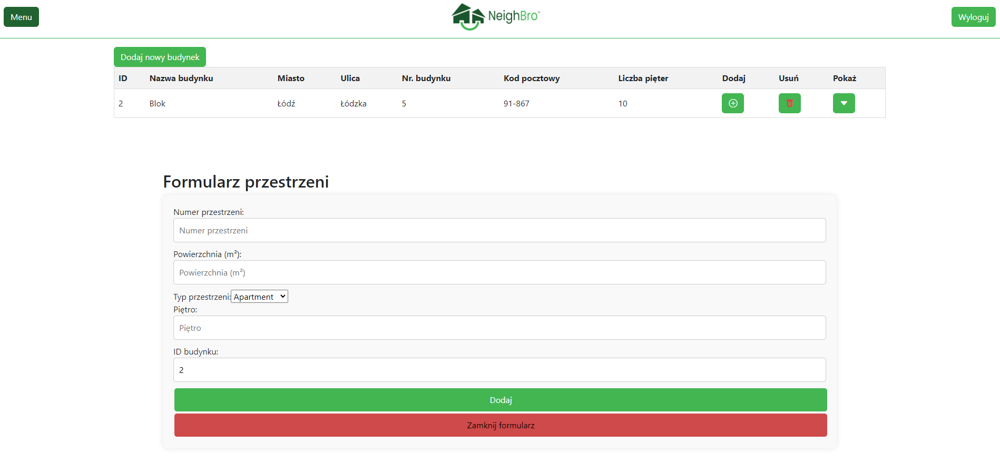 Menu
NeighBro™
Wyloguj
Dodaj nowy budynek
ID Nazwa budynku Miasto Ulica Nr. budynku Kod pocztowy Liczba pięter Dodaj Usuń Pokaż
2 Blok Łódź Łódzka 5 91-867 10
Formularz przestrzeni
Numer przestrzeni:
Numer przestrzeni
Powierzchnia (m²):
Powierzchnia (m²)
Typ przestrzeni: Apartment
Piętro:
Piętro
ID budynku:
2
Dodaj
Zamknij formularz